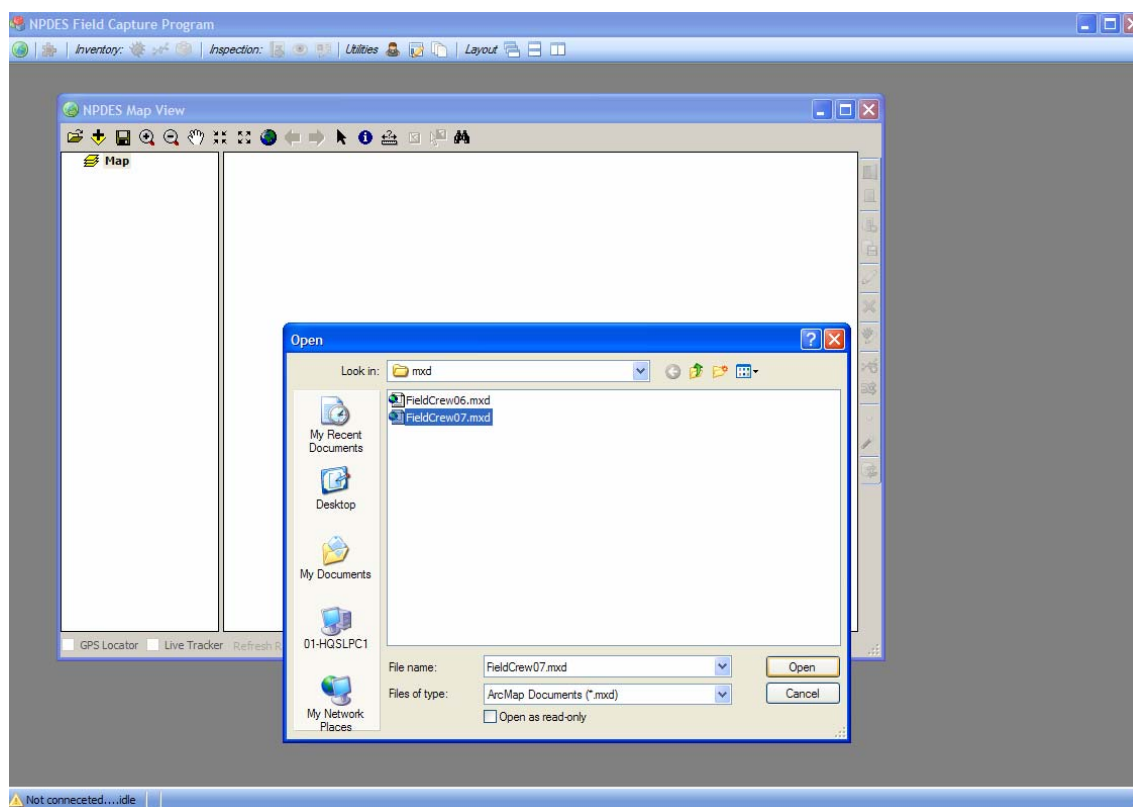 NPDES Field Capture Program
Inventory: Inspection: Utilities Layout
NPDES Map View
Map
Open
Look in: mxd
FieldCrew06.mxd
FieldCrew07.mxd
My Recent
Documents
Desktop
My Documents
01-HQSLPC1
My Network
Places
File name: FieldCrew07.mxd Open
Files of type: ArcMap Documents (*.mxd) Cancel
Open as read-only
GPS Locator Live Tracker Refresh R
Not conneceted....idle